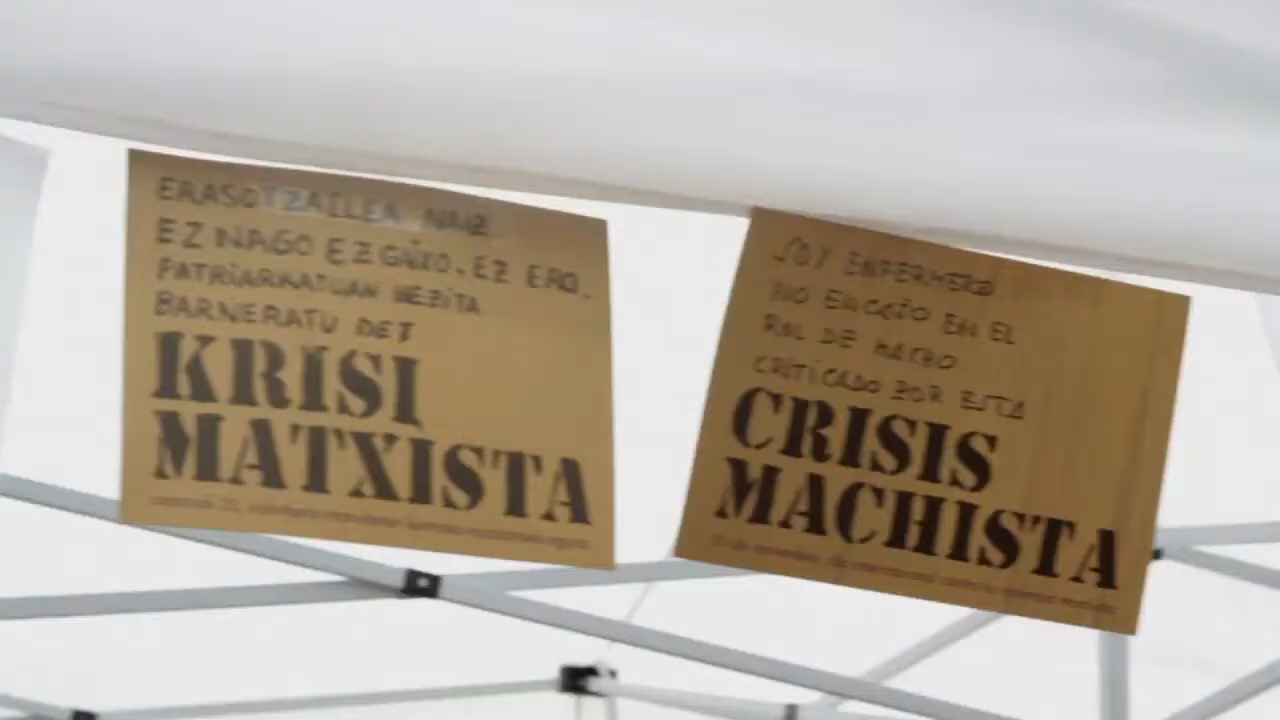 ERASOTZAILEA NAIZ
EZ NAGO EZ GAIXO, EZ ERO.
PATRIARKATUAN HEZITA
BARNERATU DET
KRISI
MATXISTA
SOY ENFERMERO.
NO ENCAJO EN EL
ROL DE MACHO
CRITICADO POR ESTA
CRISIS
MACHISTA